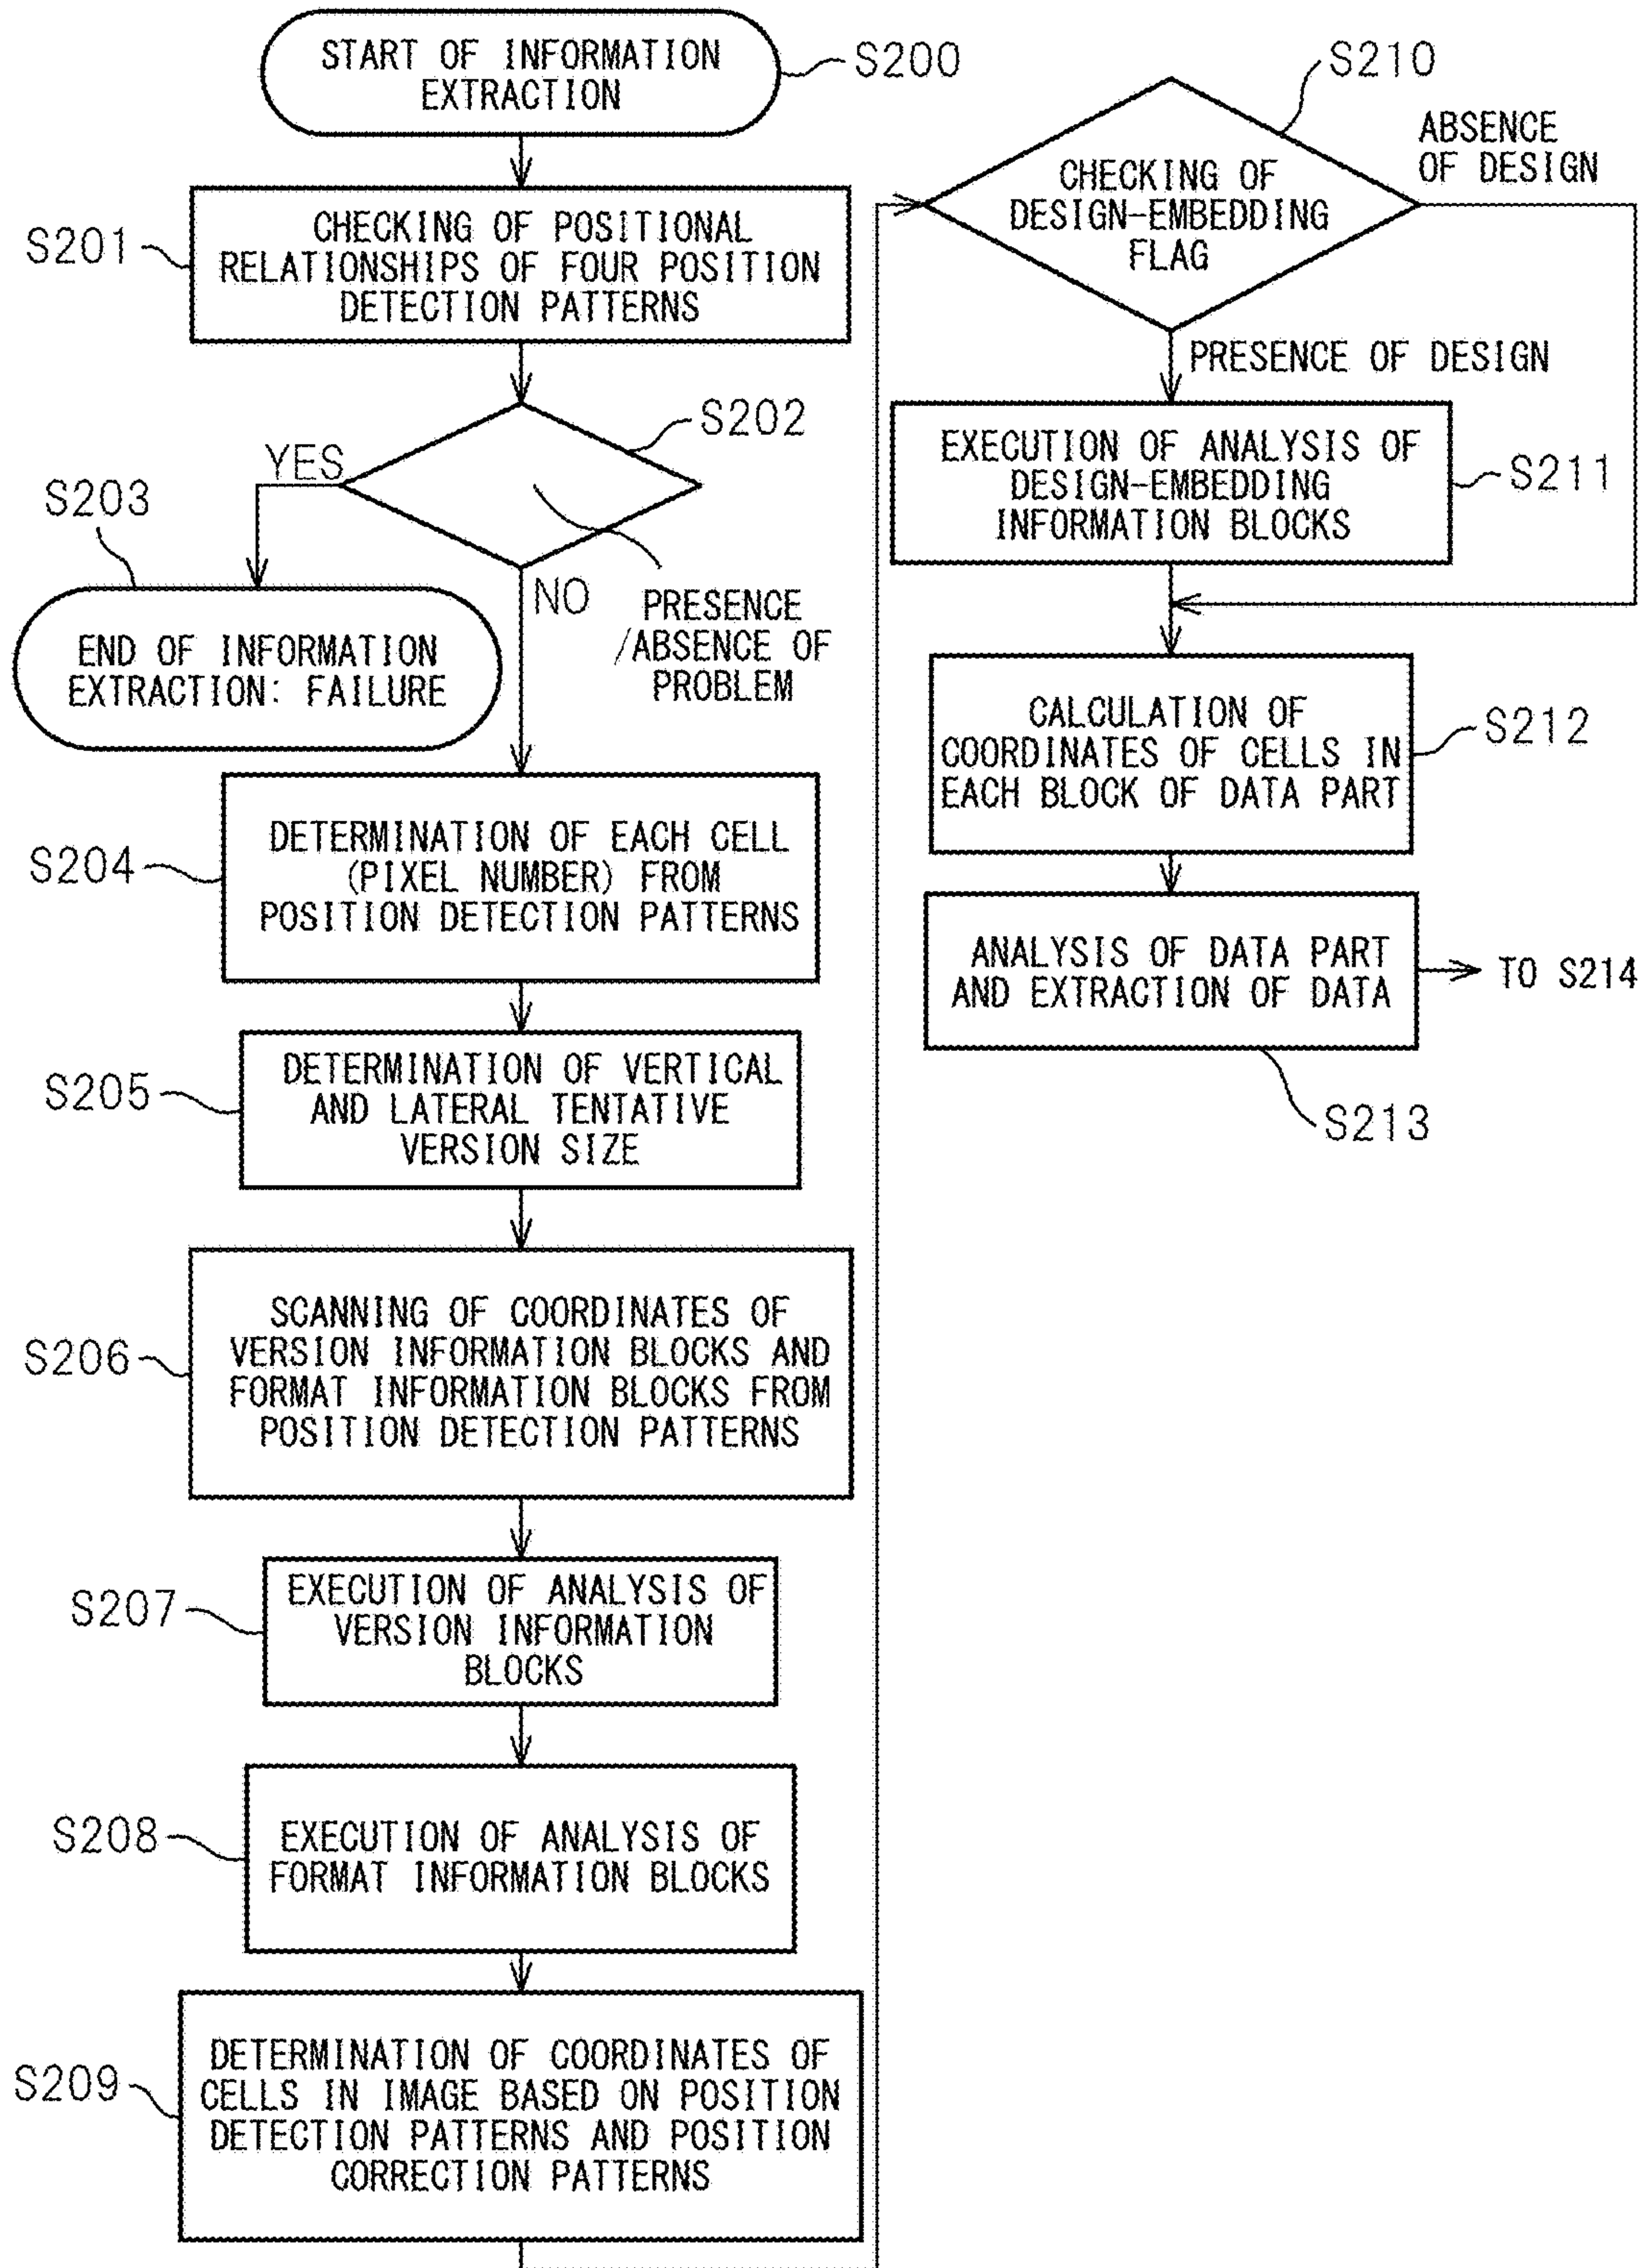 START OF INFORMATION
EXTRACTION
S200
S201
CHECKING OF POSITIONAL
RELATIONSHIPS OF FOUR POSITION
DETECTION PATTERNS
S202
YES
NO
PRESENCE
/ABSENCE OF
PROBLEM
S203
END OF INFORMATION
EXTRACTION: FAILURE
S204
DETERMINATION OF EACH CELL
(PIXEL NUMBER) FROM
POSITION DETECTION PATTERNS
S205
DETERMINATION OF VERTICAL
AND LATERAL TENTATIVE
VERSION SIZE
S206
SCANNING OF COORDINATES OF
VERSION INFORMATION BLOCKS AND
FORMAT INFORMATION BLOCKS FROM
POSITION DETECTION PATTERNS
S207
EXECUTION OF ANALYSIS OF
VERSION INFORMATION
BLOCKS
S208
EXECUTION OF ANALYSIS OF
FORMAT INFORMATION BLOCKS
S209
DETERMINATION OF COORDINATES OF
CELLS IN IMAGE BASED ON POSITION
DETECTION PATTERNS AND POSITION
CORRECTION PATTERNS
S210
CHECKING OF
DESIGN-EMBEDDING
FLAG
ABSENCE
OF DESIGN
PRESENCE OF DESIGN
EXECUTION OF ANALYSIS OF
DESIGN-EMBEDDING
INFORMATION BLOCKS
S211
CALCULATION OF
COORDINATES OF CELLS IN
EACH BLOCK OF DATA PART
S212
ANALYSIS OF DATA PART
AND EXTRACTION OF DATA
TO S214
S213